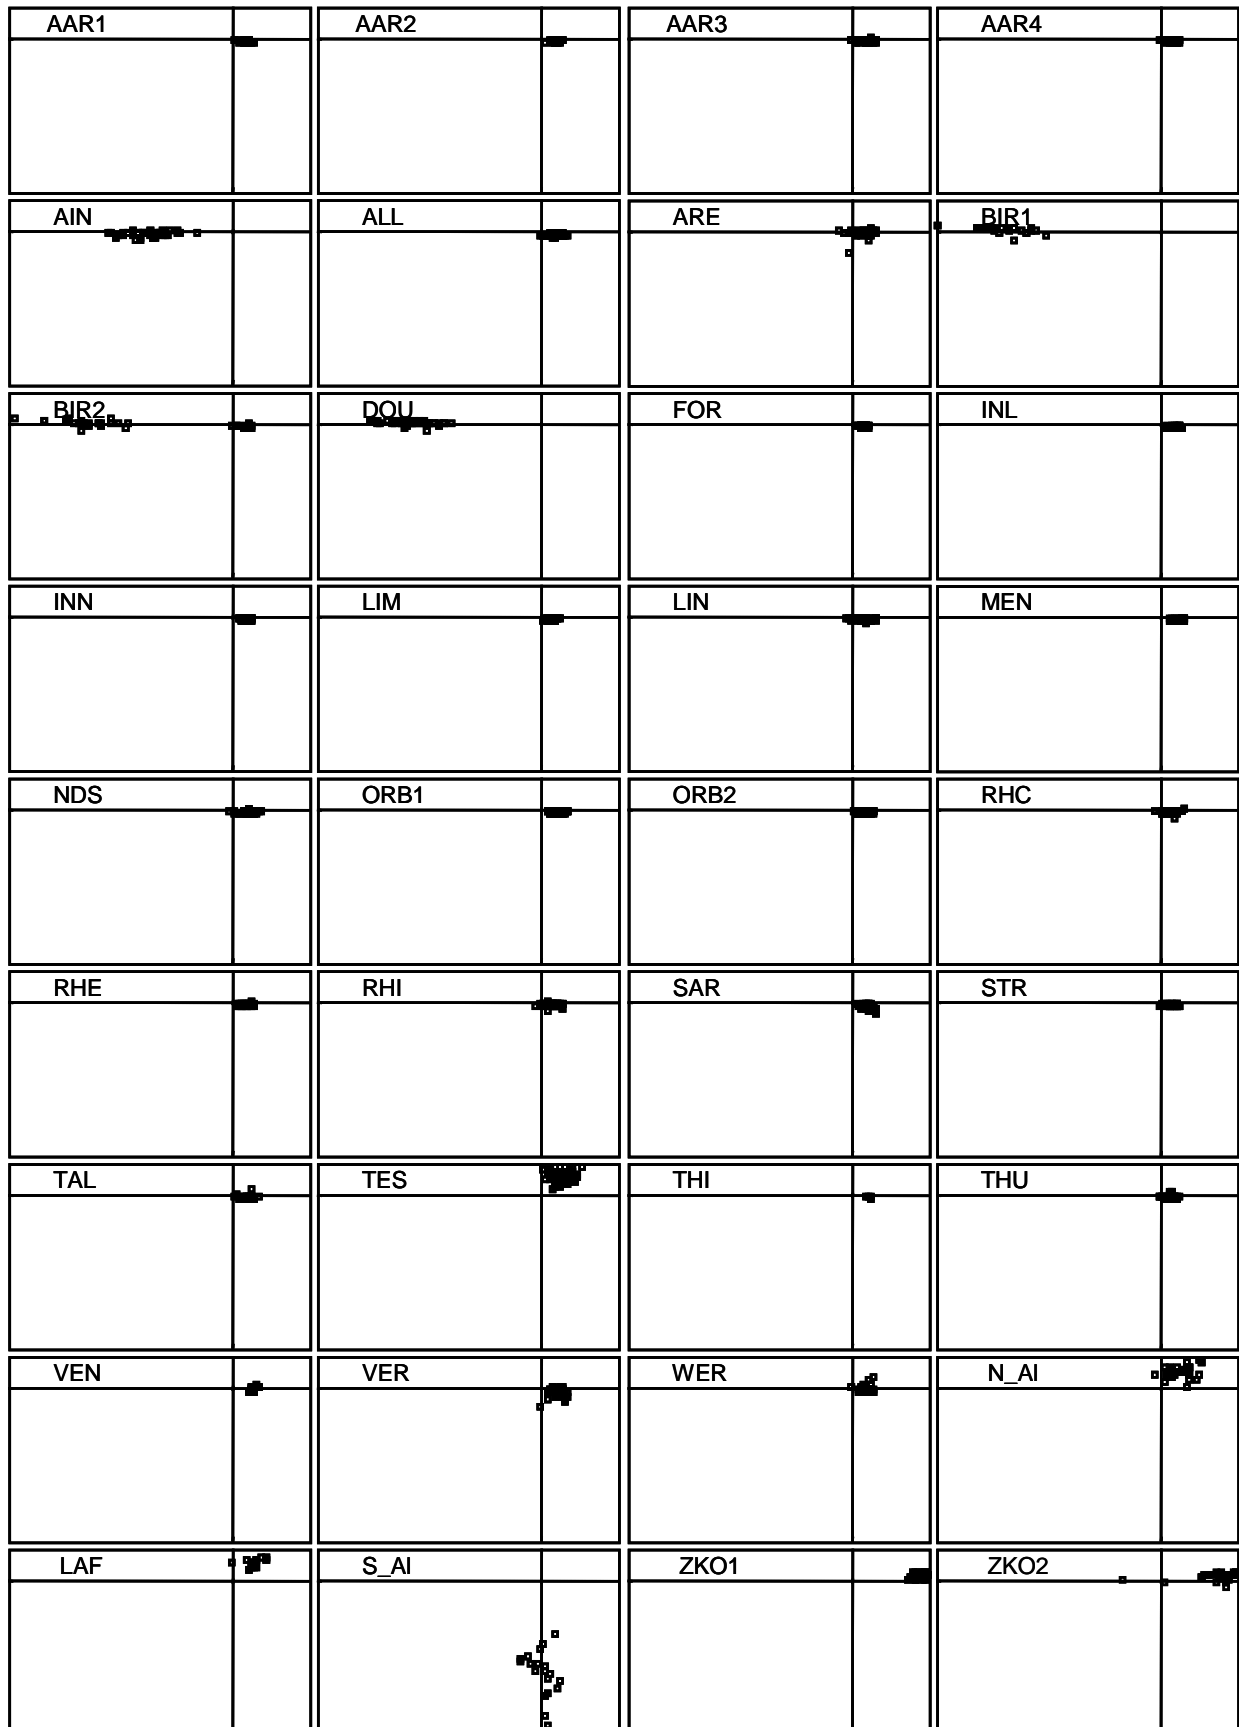 AAR1 AAR2 AAR3 AAR4
AIN ALL ARE BIR1
BIR2 DOU FOR INL
INN LIM LIN MEN
NDS ORB1 ORB2 RHC
RHE RHI SAR STR
TAL TES THI THU
VEN VER WER N_AI
LAF S_AI ZKO1 ZKO2